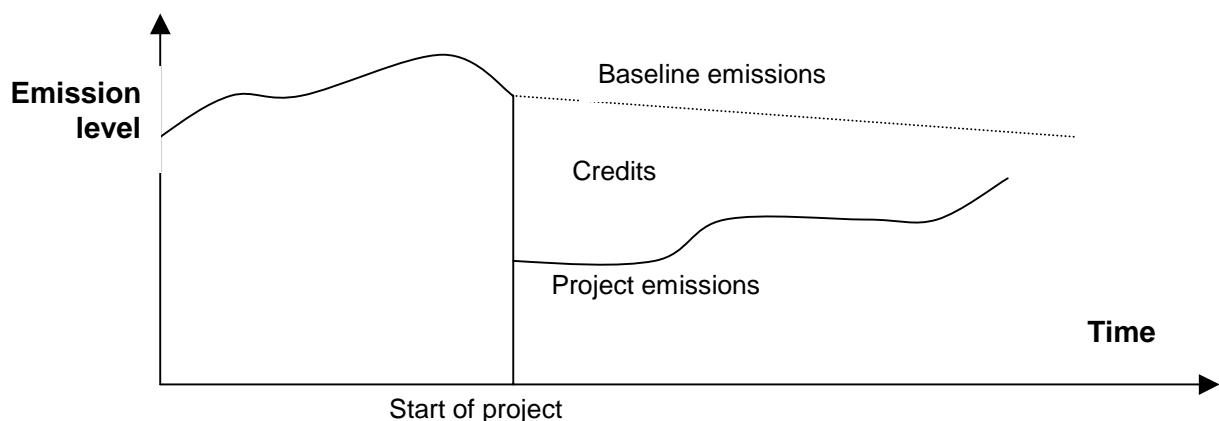 Emission
level
Baseline emissions
Credits
Project emissions
Time
Start of project